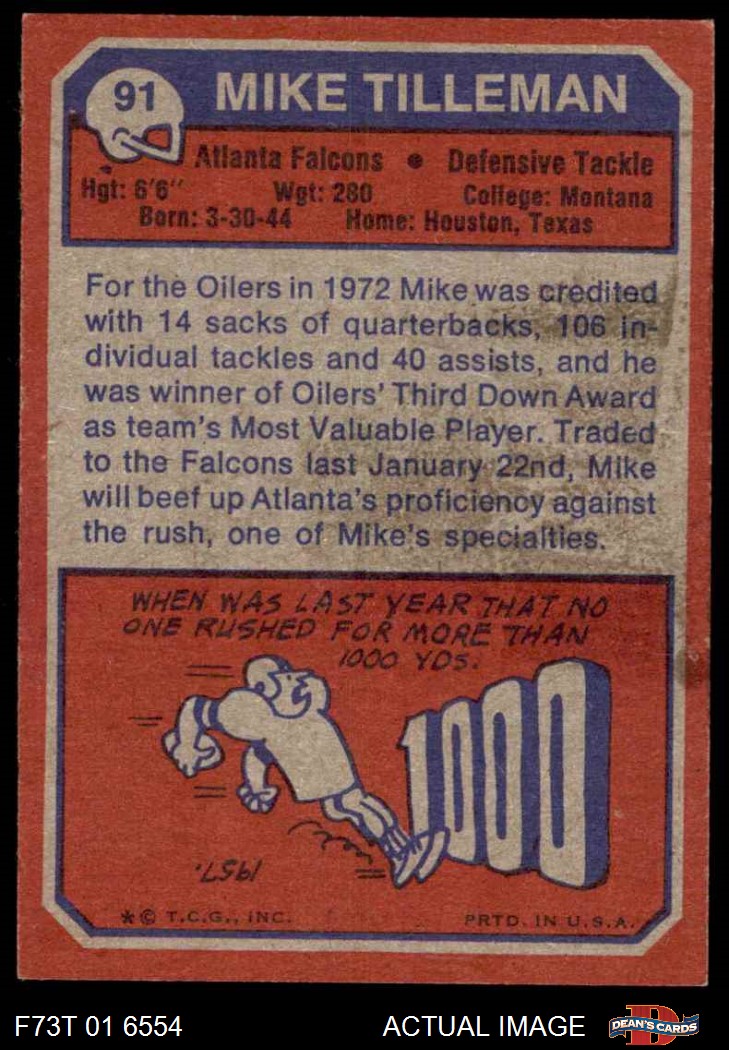 91
MIKE TILLEMAN
Atlanta Falcons • Defensive Tackle
Hgt: 6'6" Wgt: 280 College: Montana
Born: 3-30-44 Home: Houston, Texas
For the Oilers in 1972 Mike was credited
with 14 sacks of quarterbacks, 106 in-
dividual tackles and 40 assists, and he
was winner of Oilers' Third Down Award
as team's Most Valuable Player. Traded
to the Falcons last January 22nd, Mike
will beef up Atlanta's proficiency against
the rush, one of Mike's specialties.
WHEN WAS LAST YEAR THAT NO
ONE RUSHED FOR MORE THAN
1000 YDS.
1000
1957.
*© T.C.G., INC. PRTD. IN U.S.A.
F73T 01 6554 ACTUAL IMAGE DEAN'S CARDS